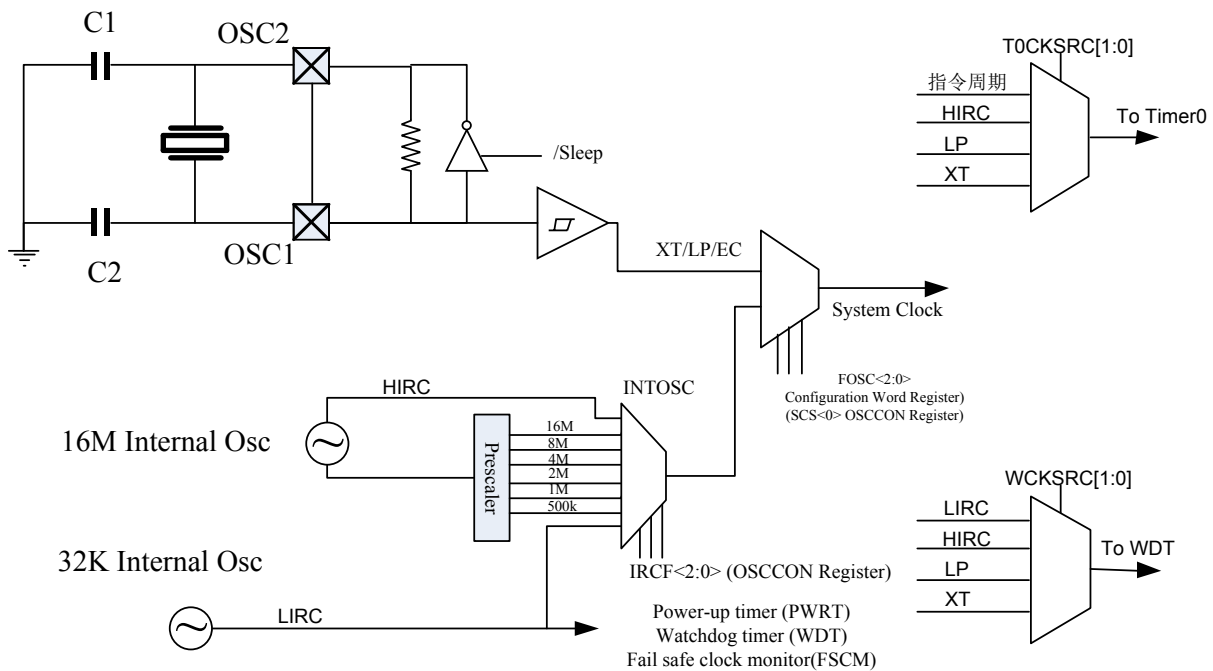 C1
OSC2
/Sleep
OSC1
C2
XT/LP/EC
System Clock
FOSC<2:0>
Configuration Word Register)
(SCS<0> OSCCON Register)
T0CKSRC[1:0]
指令周期
HIRC
LP
XT
To Timer0
HIRC
INTOSC
16M Internal Osc
Prescaler
16M
8M
4M
2M
1M
500k
32K Internal Osc
IRCF<2:0> (OSCCON Register)
LIRC
Power-up timer (PWRT)
Watchdog timer (WDT)
Fail safe clock monitor(FSCM)
WCKSRC[1:0]
LIRC
HIRC
LP
XT
To WDT